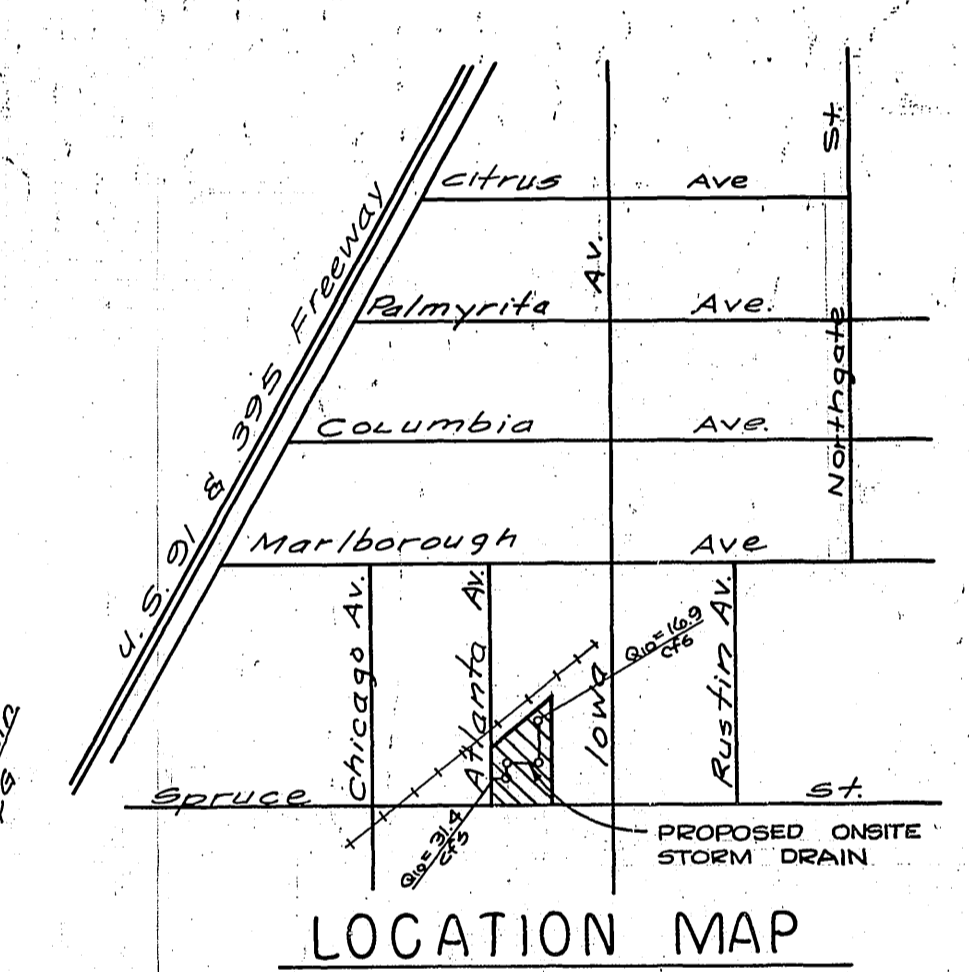 Citrus Ave
Palmyrita Ave.
Columbia Ave.
Marlborough Ave
U.S. 91 & 395 Freeway
Iowa Av.
Northgate St.
Chicago Av.
Atlanta Av.
Rustin Av.
Q10=16.9
cfs
Q10=31.4
cfs
Spruce St.
PROPOSED ONSITE
STORM DRAIN
LOCATION MAP